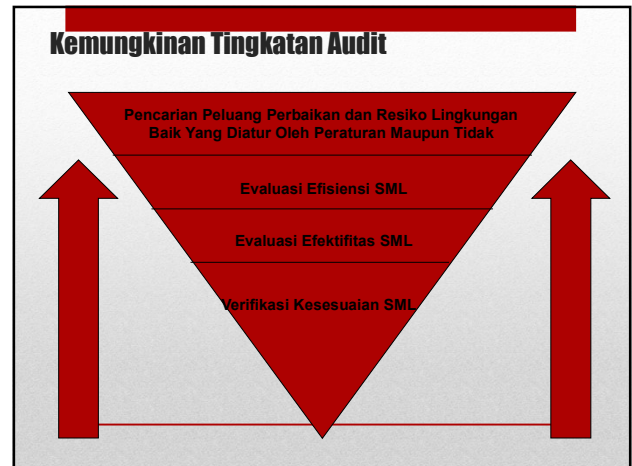 Kemungkinan Tingkatan Audit
Pencarian Peluang Perbaikan dan Resiko Lingkungan
Baik Yang Diatur Oleh Peraturan Maupun Tidak
Evaluasi Efisiensi SML
Evaluasi Efektifitas SML
Verifikasi Kesesuaian SML